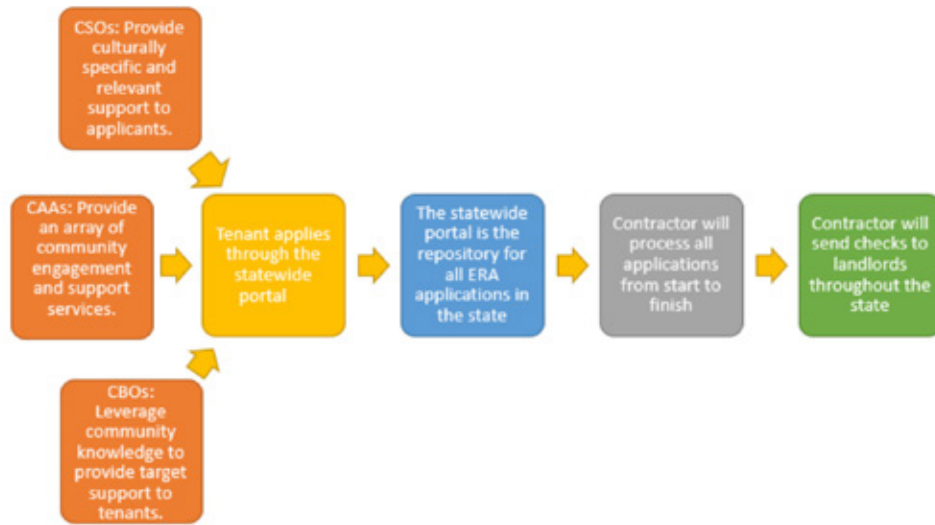 CSOs: Provide
culturally
specific and
relevant
support to
applicants.
CAAs: Provide
an array of
community
engagement
and support
services.
CBOs:
Leverage
community
knowledge to
provide target
support to
tenants.
Tenant applies
through the
statewide
portal
The statewide
portal is the
repository for
all ERA
applications in
the state
Contractor will
process all
applications
from start to
finish
Contractor will
send checks to
landlords
throughout the
state